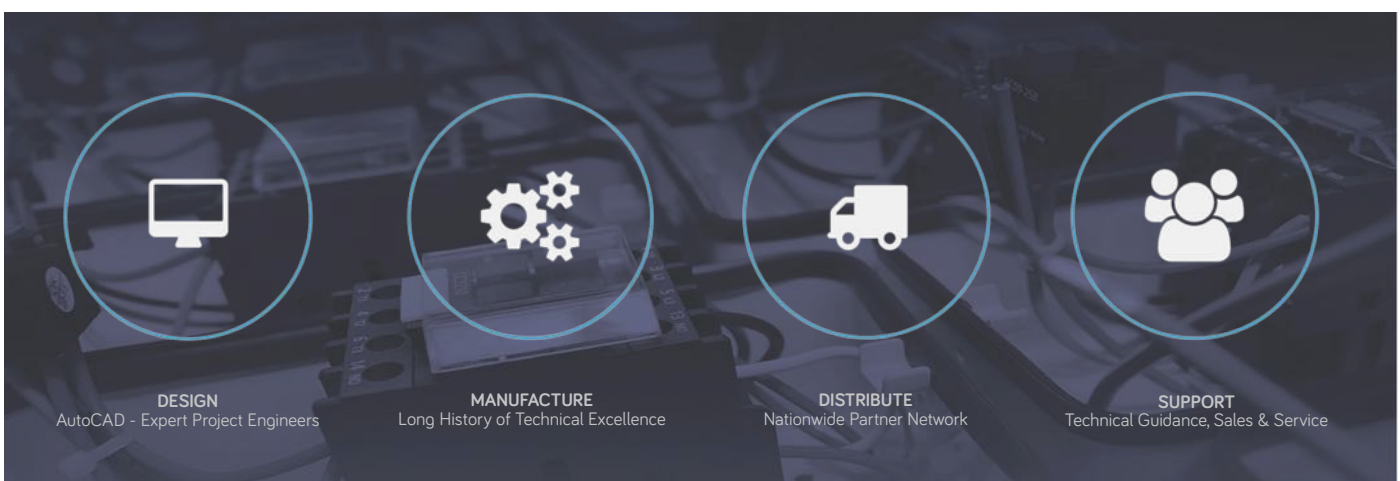 DESIGN
AutoCAD - Expert Project Engineers
MANUFACTURE
Long History of Technical Excellence
DISTRIBUTE
Nationwide Partner Network
SUPPORT
Technical Guidance, Sales & Service